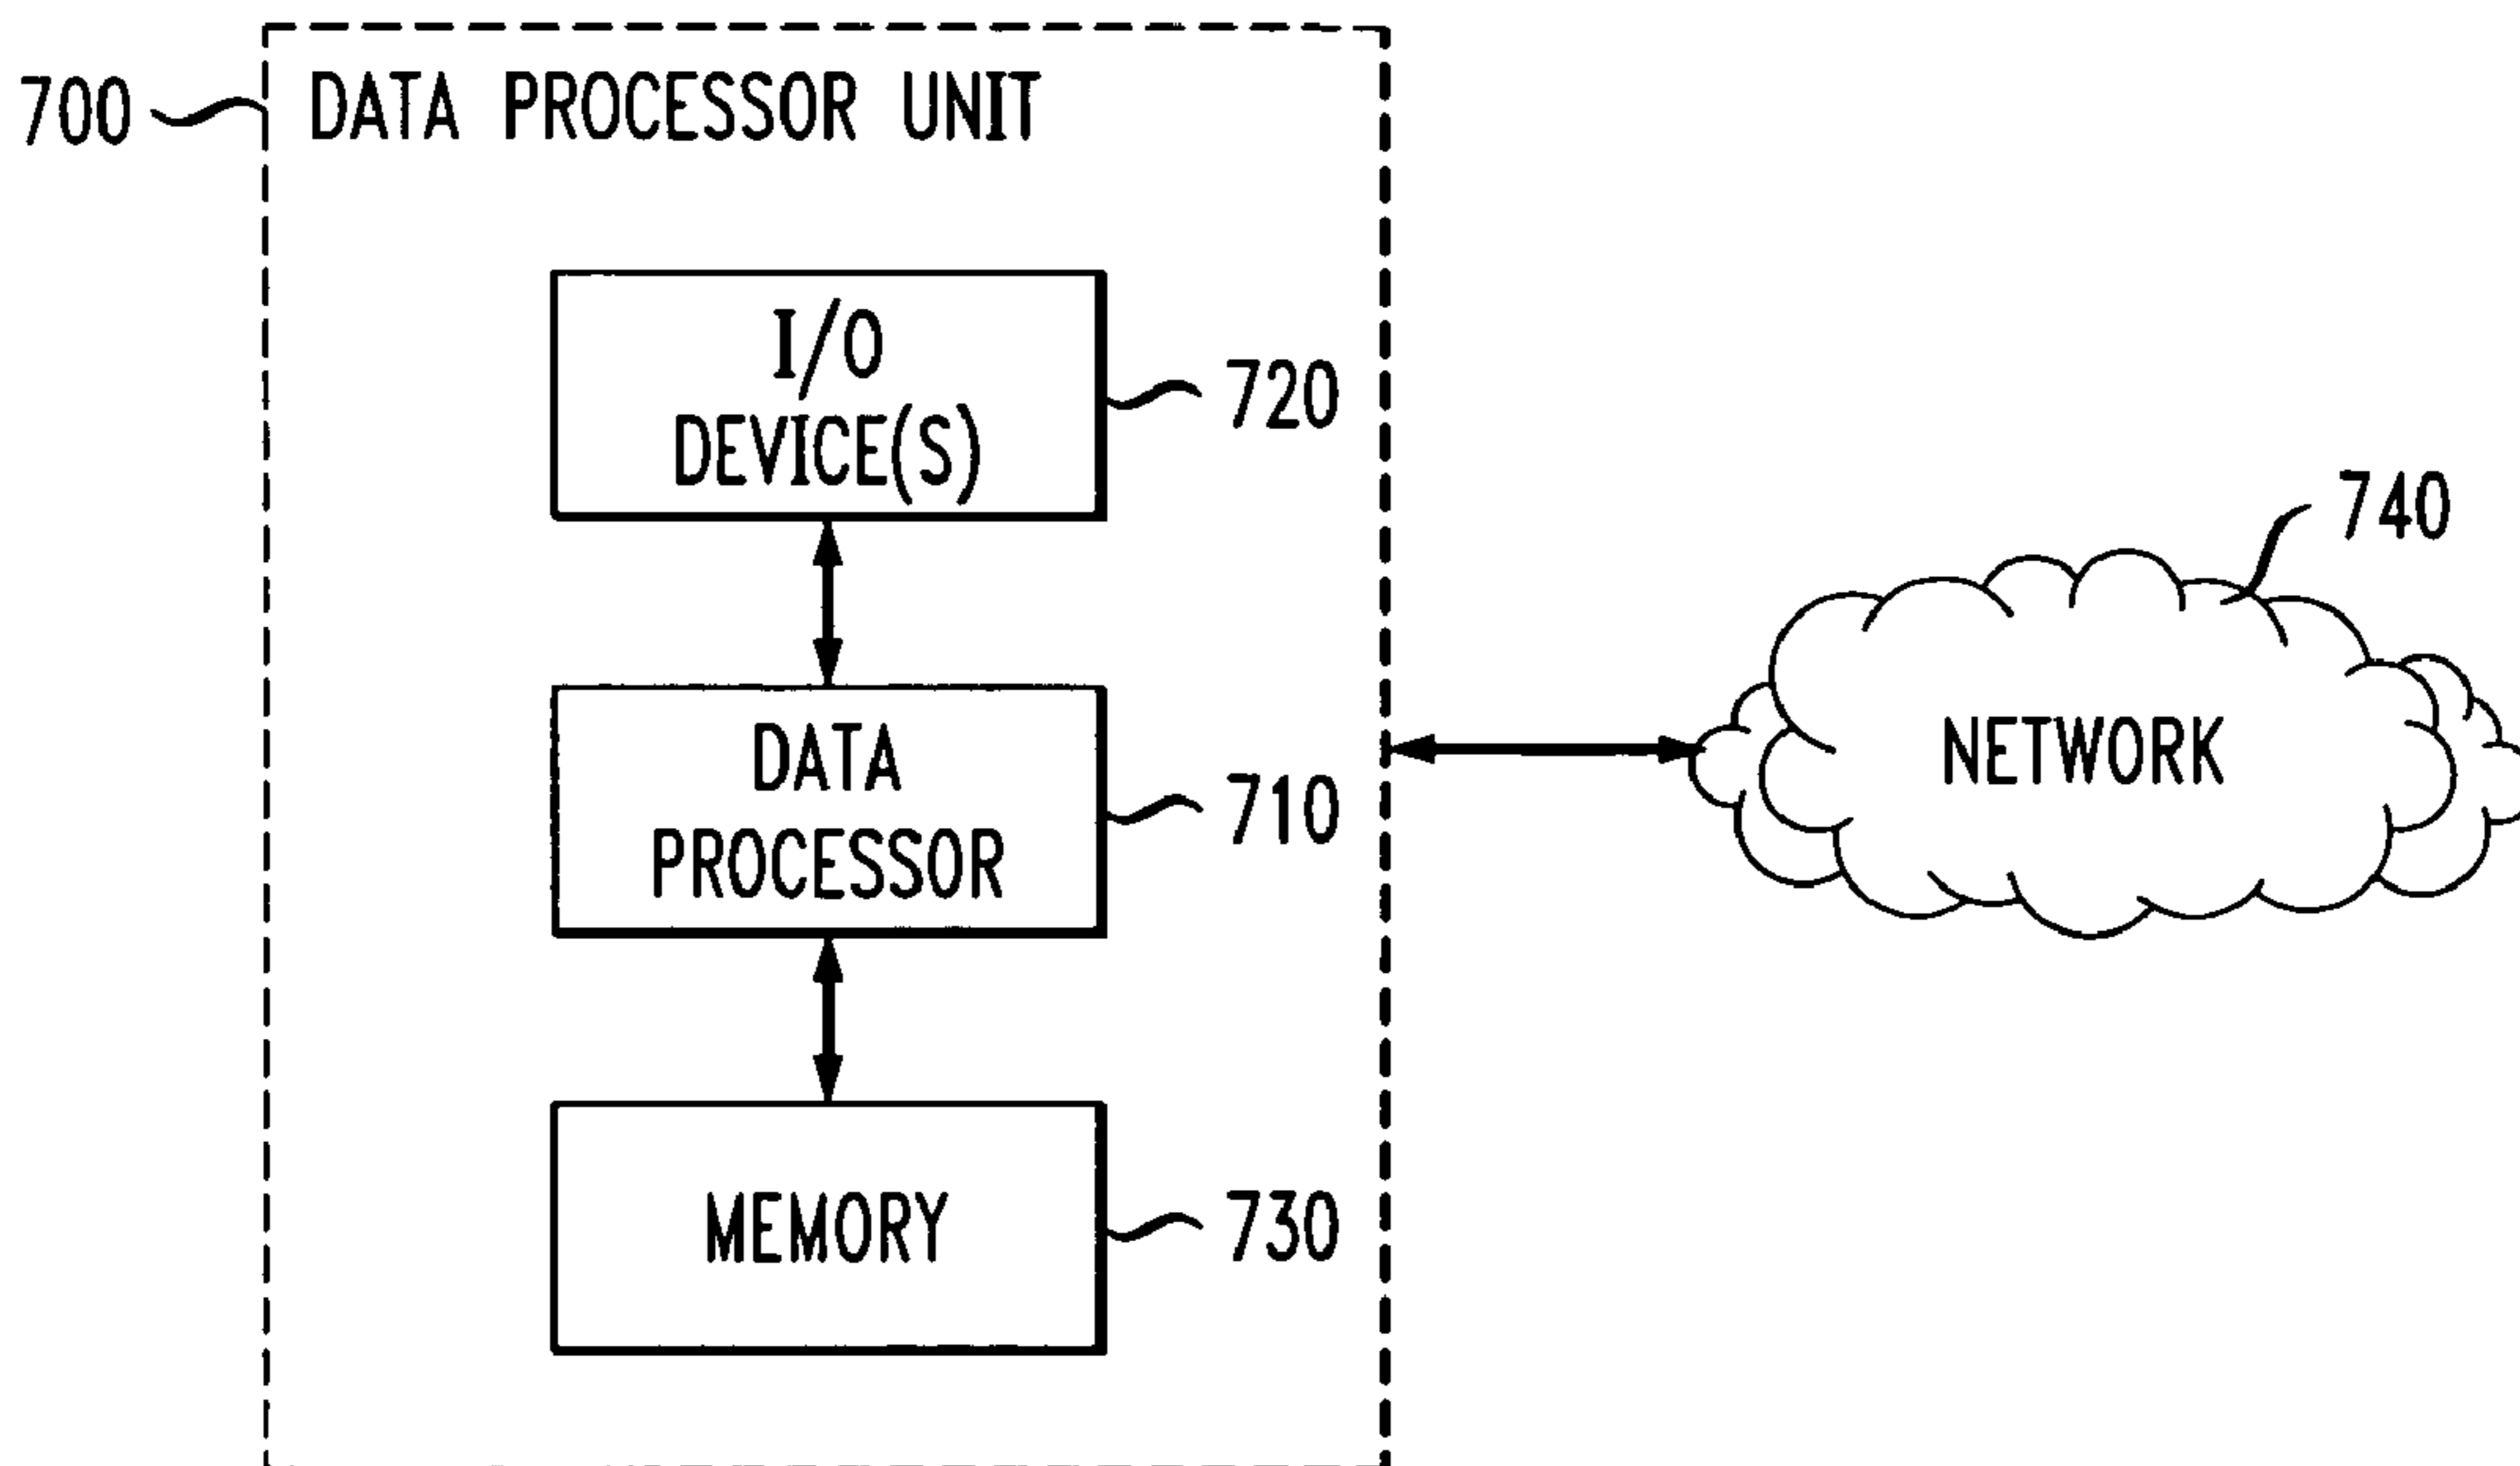 700
DATA PROCESSOR UNIT
I/O
DEVICE(S)
720
740
DATA
PROCESSOR
710
NETWORK
MEMORY
730